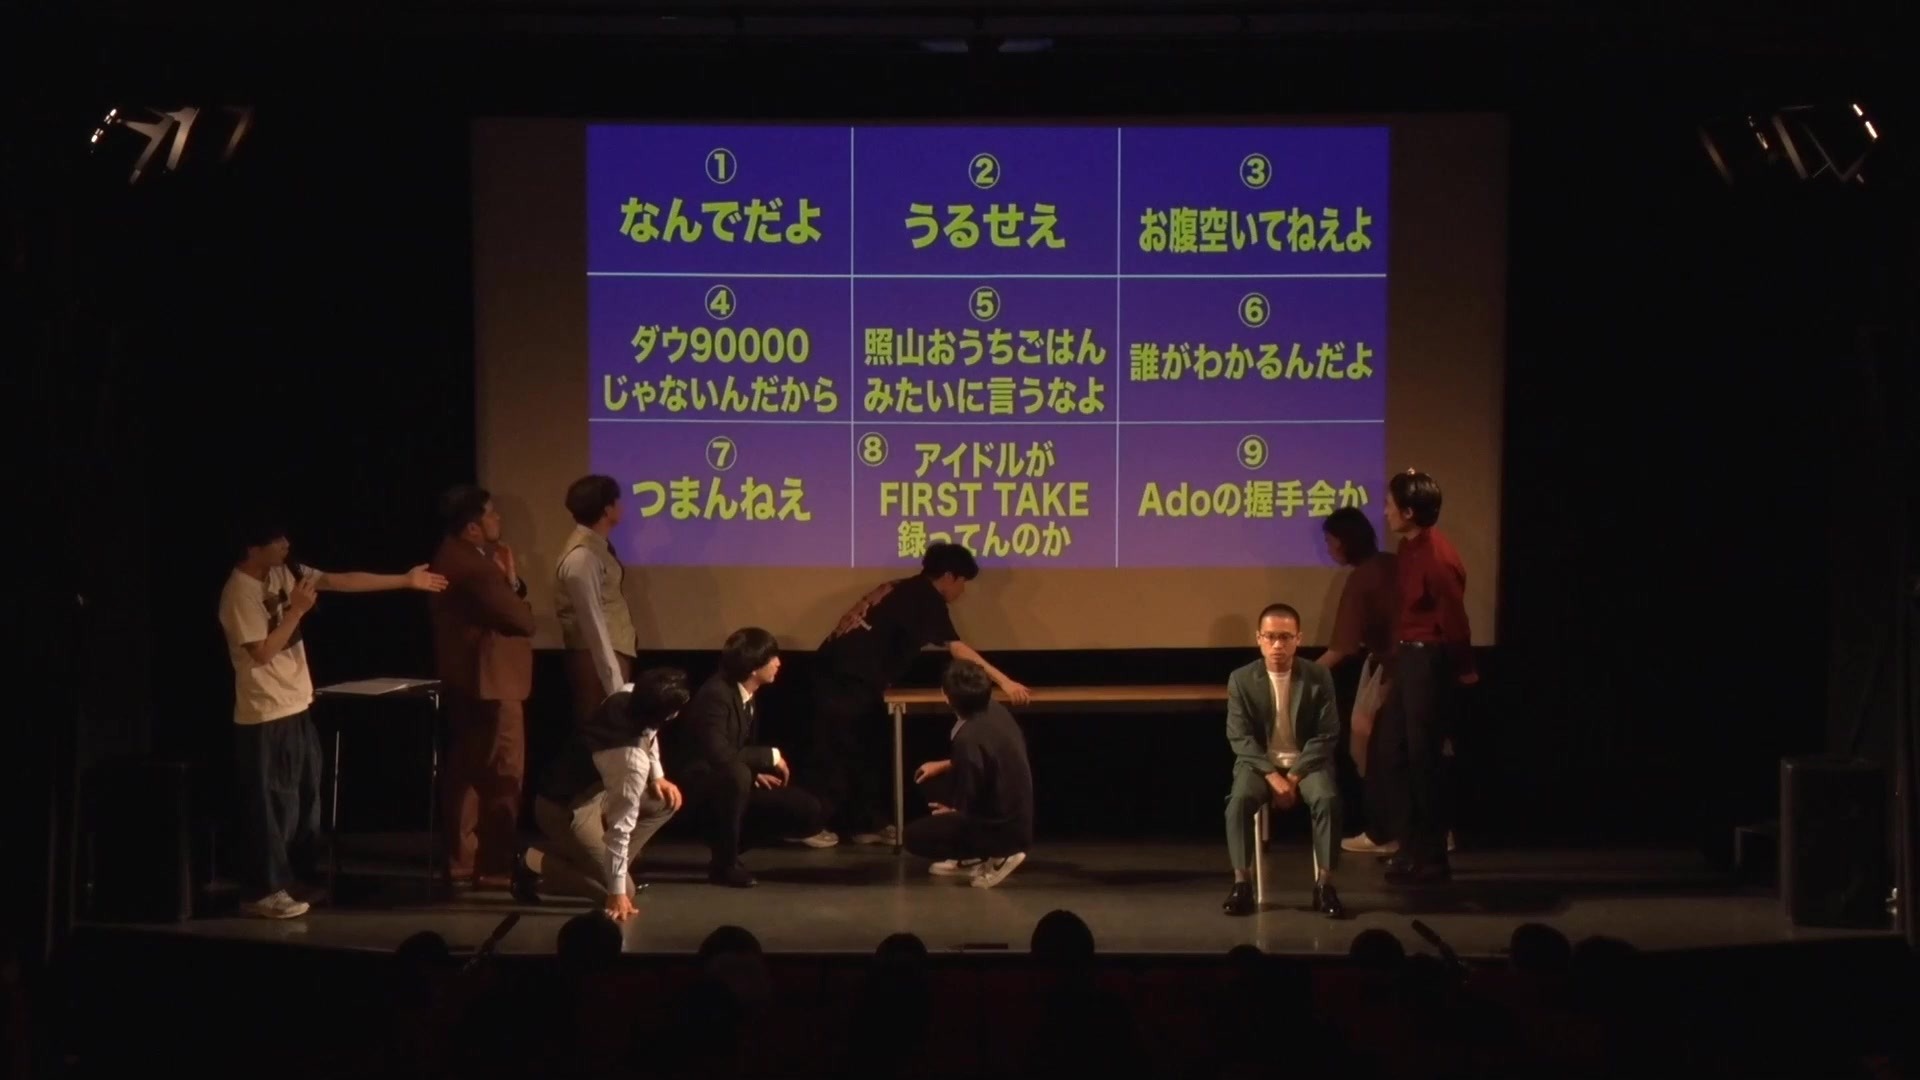 ①
なんでだよ
②
うるせえ
③
お腹空いてねえよ
④
ダウ90000
じゃないんだから
⑤
照山おうちごはん
みたいに言うなよ
⑥
誰がわかるんだよ
⑦
つまんねえ
⑧
アイドルが
FIRST TAKE
録ってんのか
⑨
Adoの握手会か